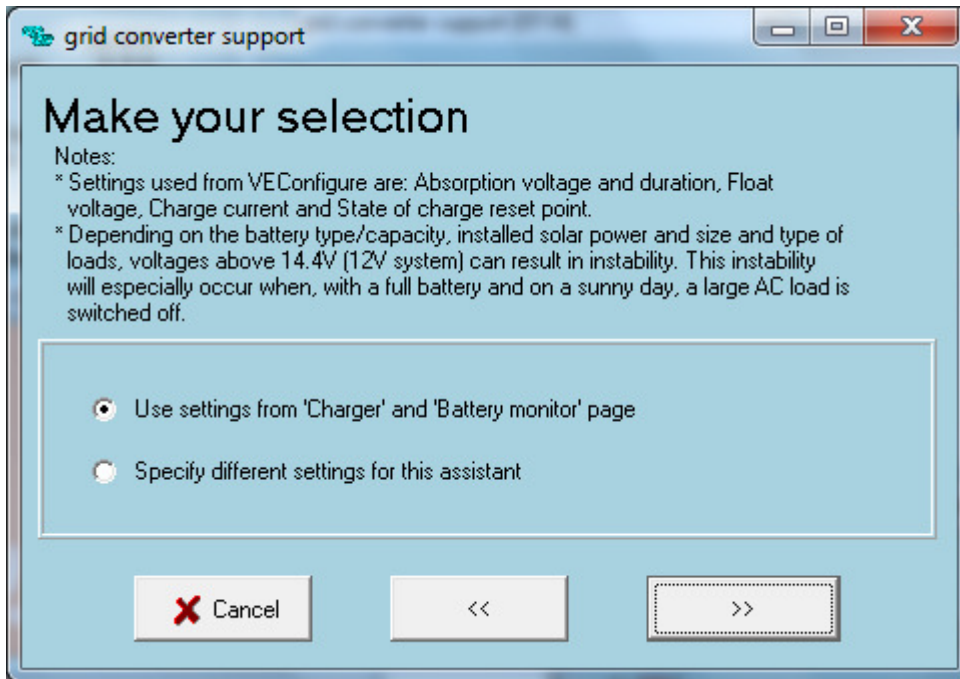 grid converter support
Make your selection
Notes:
* Settings used from VEConfigure are: Absorption voltage and duration, Float
voltage, Charge current and State of charge reset point.
* Depending on the battery type/capacity, installed solar power and size and type of
loads, voltages above 14.4V (12V system) can result in instability. This instability
will especially occur when, with a full battery and on a sunny day, a large AC load is
switched off.
Use settings from 'Charger' and 'Battery monitor' page
Specify different settings for this assistant
Cancel
<<
>>